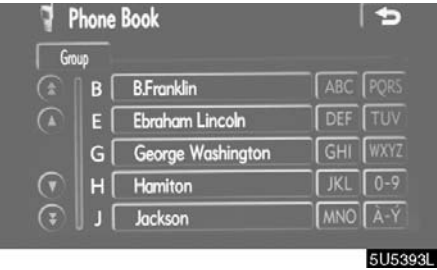 Phone Book
Group
B B.Franklin ABC PQRS
E Ebraham Lincoln DEF TUV
G George Washington GHI WXYZ
H Hamiton JKL 0-9
J Jackson MNO À-Ý
5U5393L